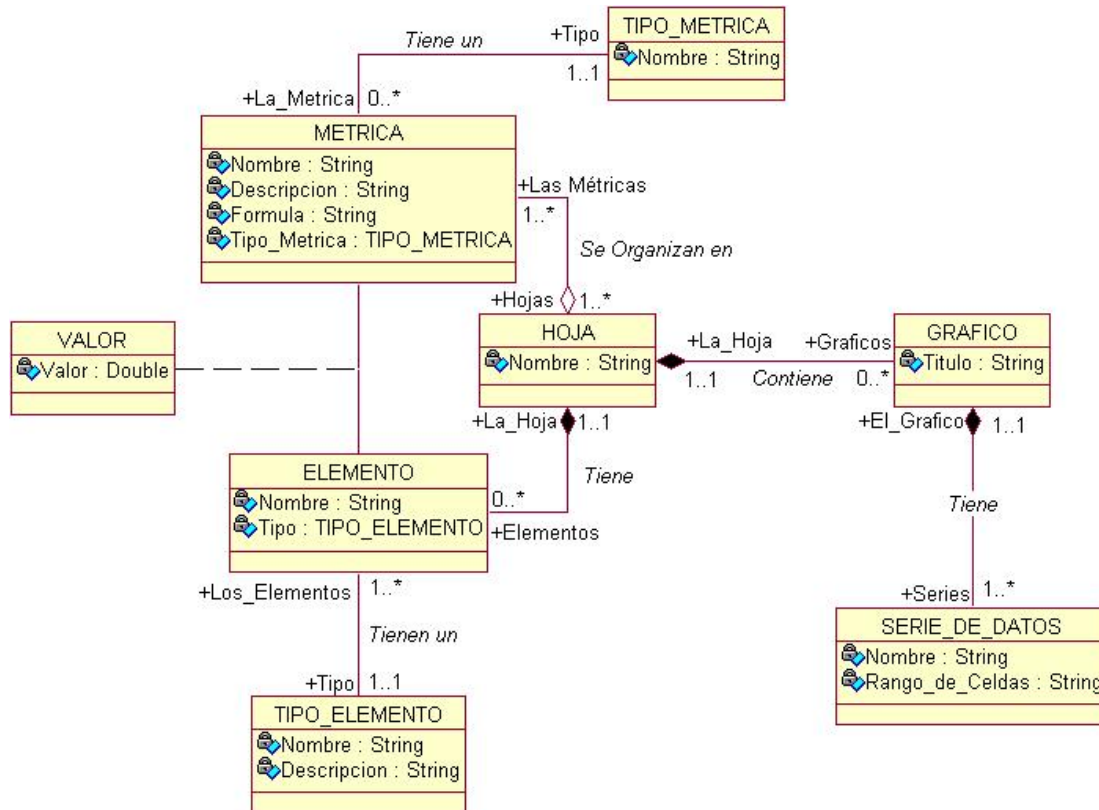 TIPO_METRICA
Nombre : String
Tiene un
+Tipo
1..1
+La_Metrica
0..*
METRICA
Nombre : String
Descripcion : String
Formula : String
Tipo_Metrica : TIPO_METRICA
+Las Métricas
1..*
Se Organizan en
+Hojas
1..*
VALOR
Valor : Double
HOJA
Nombre : String
+La_Hoja
1..1
Contiene
+Graficos
0..*
GRAFICO
Titulo : String
+La_Hoja
1..1
Tiene
0..*
+Elementos
+El_Grafico
1..1
Tiene
+Series
1..*
ELEMENTO
Nombre : String
Tipo : TIPO_ELEMENTO
+Los_Elementos
1..*
Tienen un
+Tipo
1..1
SERIE_DE_DATOS
Nombre : String
Rango_de_Celdas : String
TIPO_ELEMENTO
Nombre : String
Descripcion : String